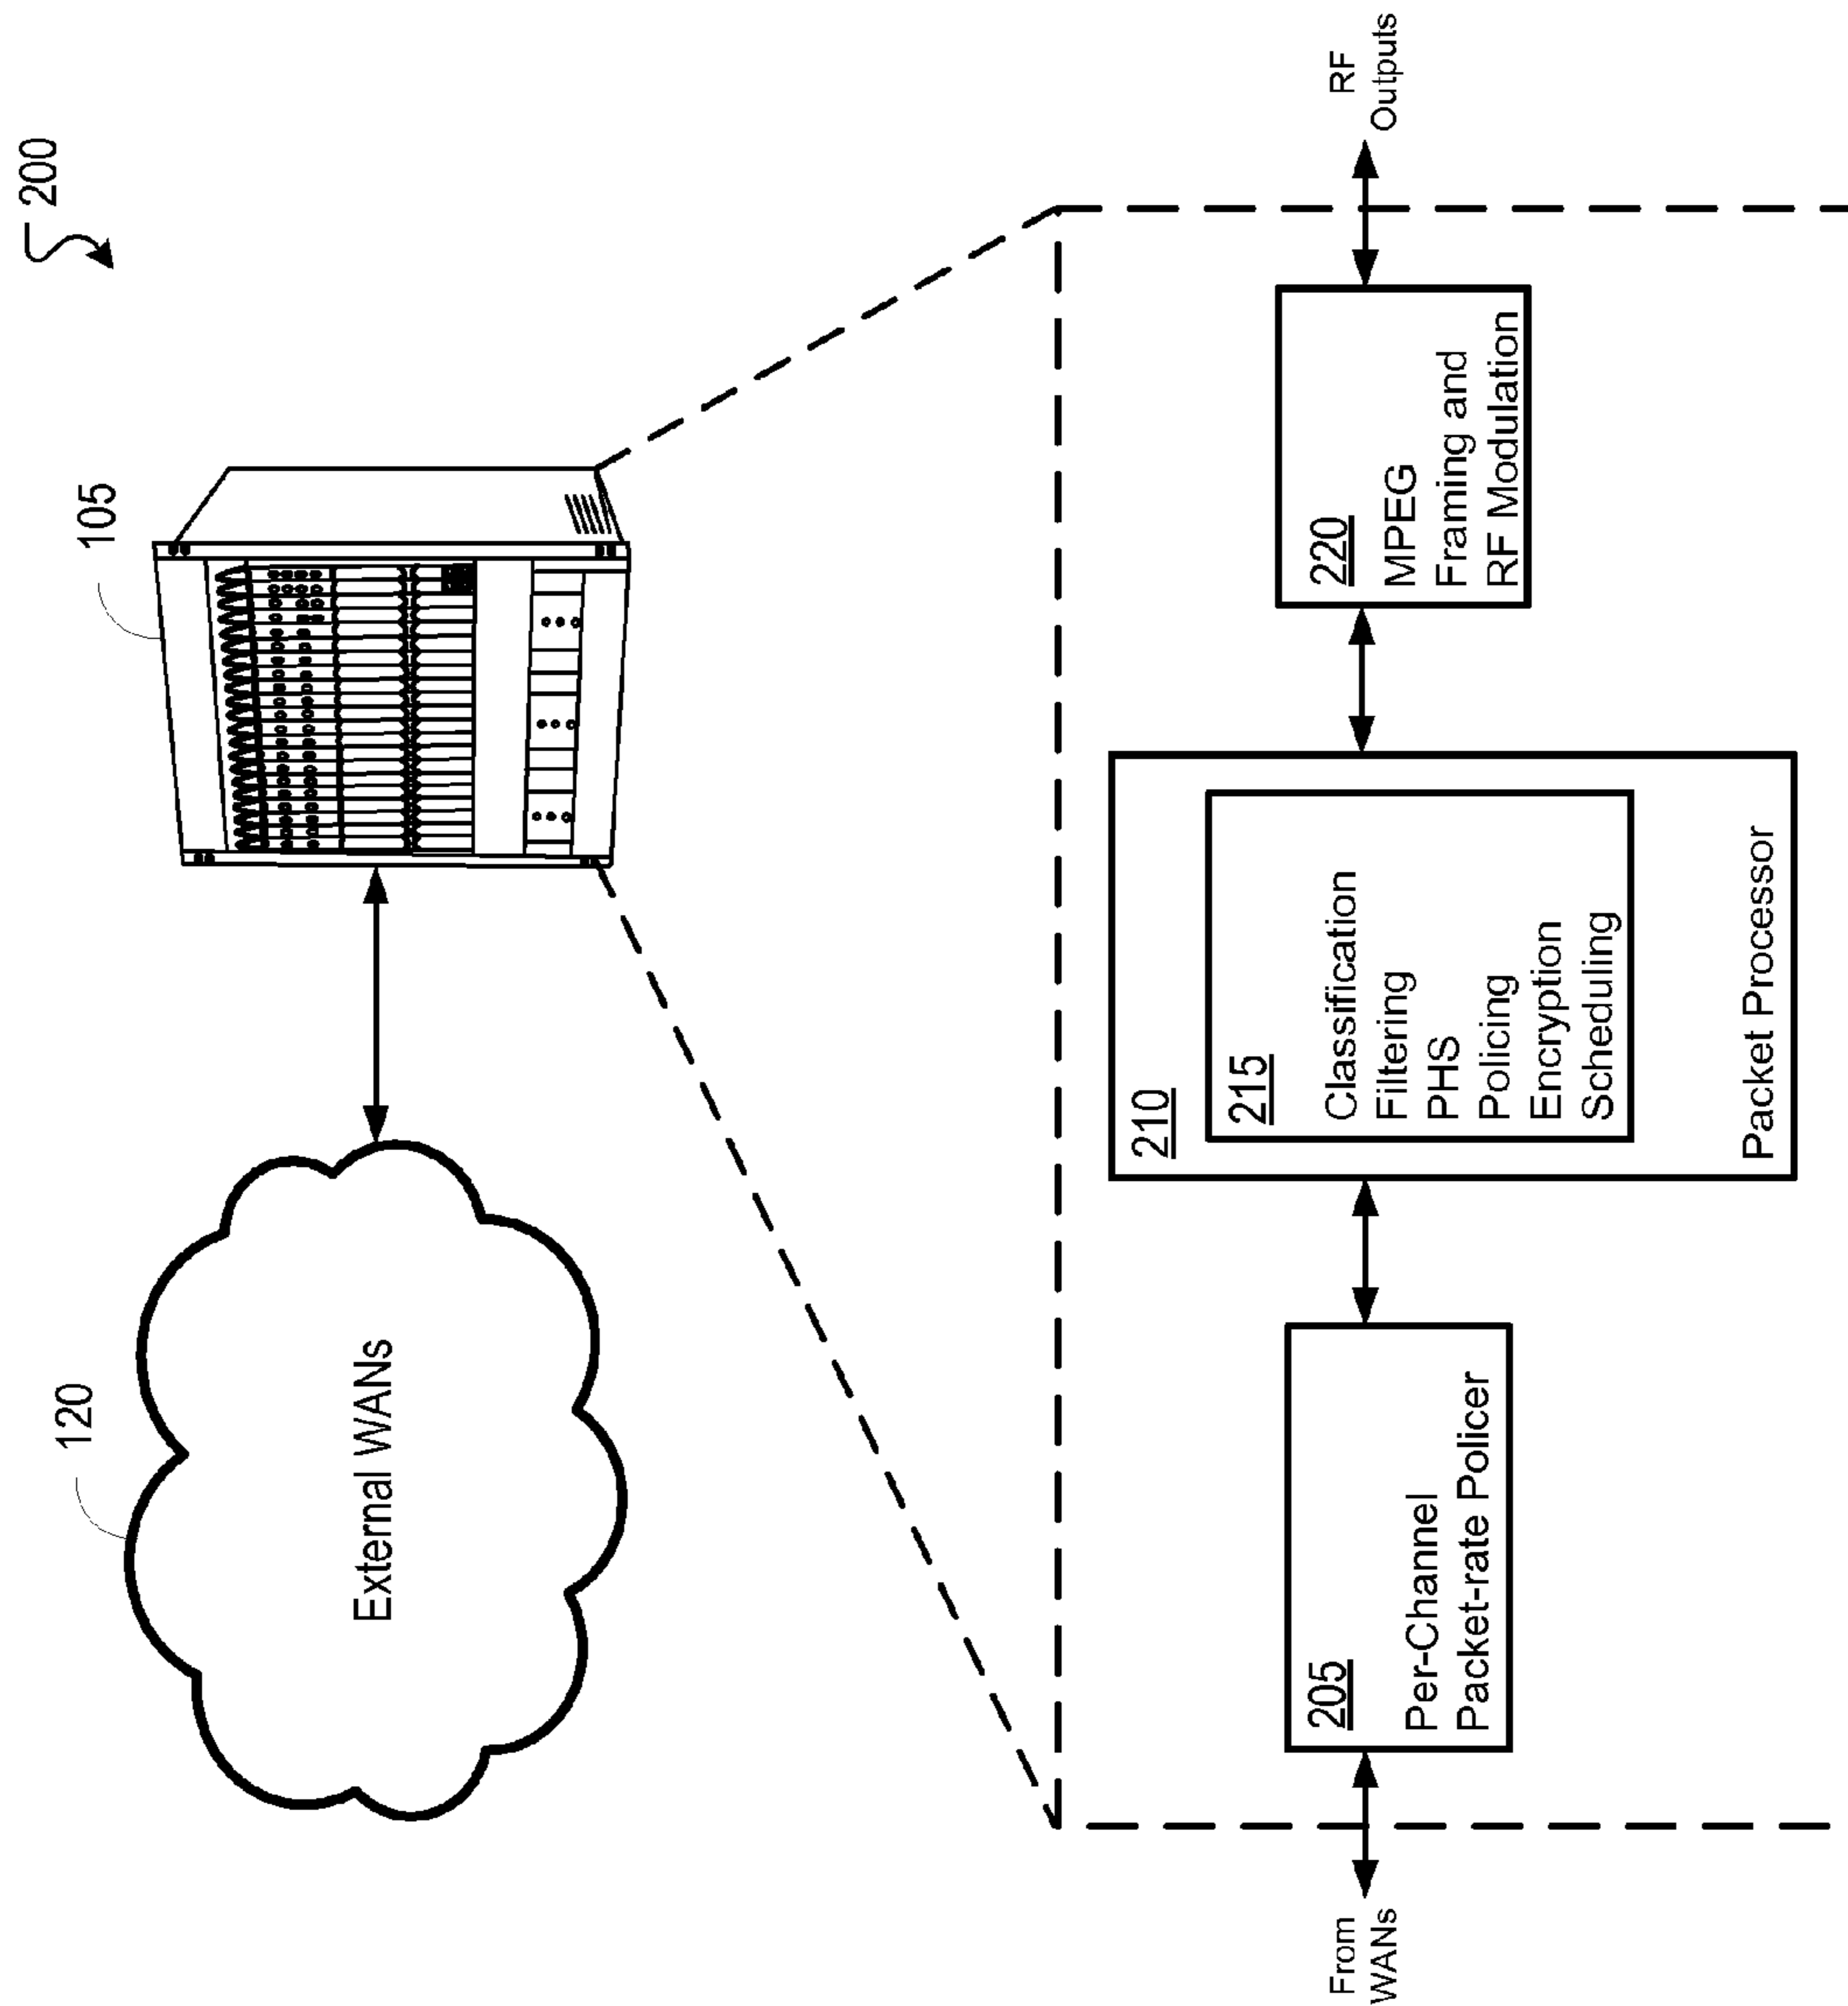 200
120
105
External WANs
From
WANs
205
Per-Channel
Packet-rate Policer
210
215
Classification
Filtering
PHS
Policing
Encryption
Scheduling
Packet Processor
220
MPEG
Framing and
RF Modulation
RF
Outputs